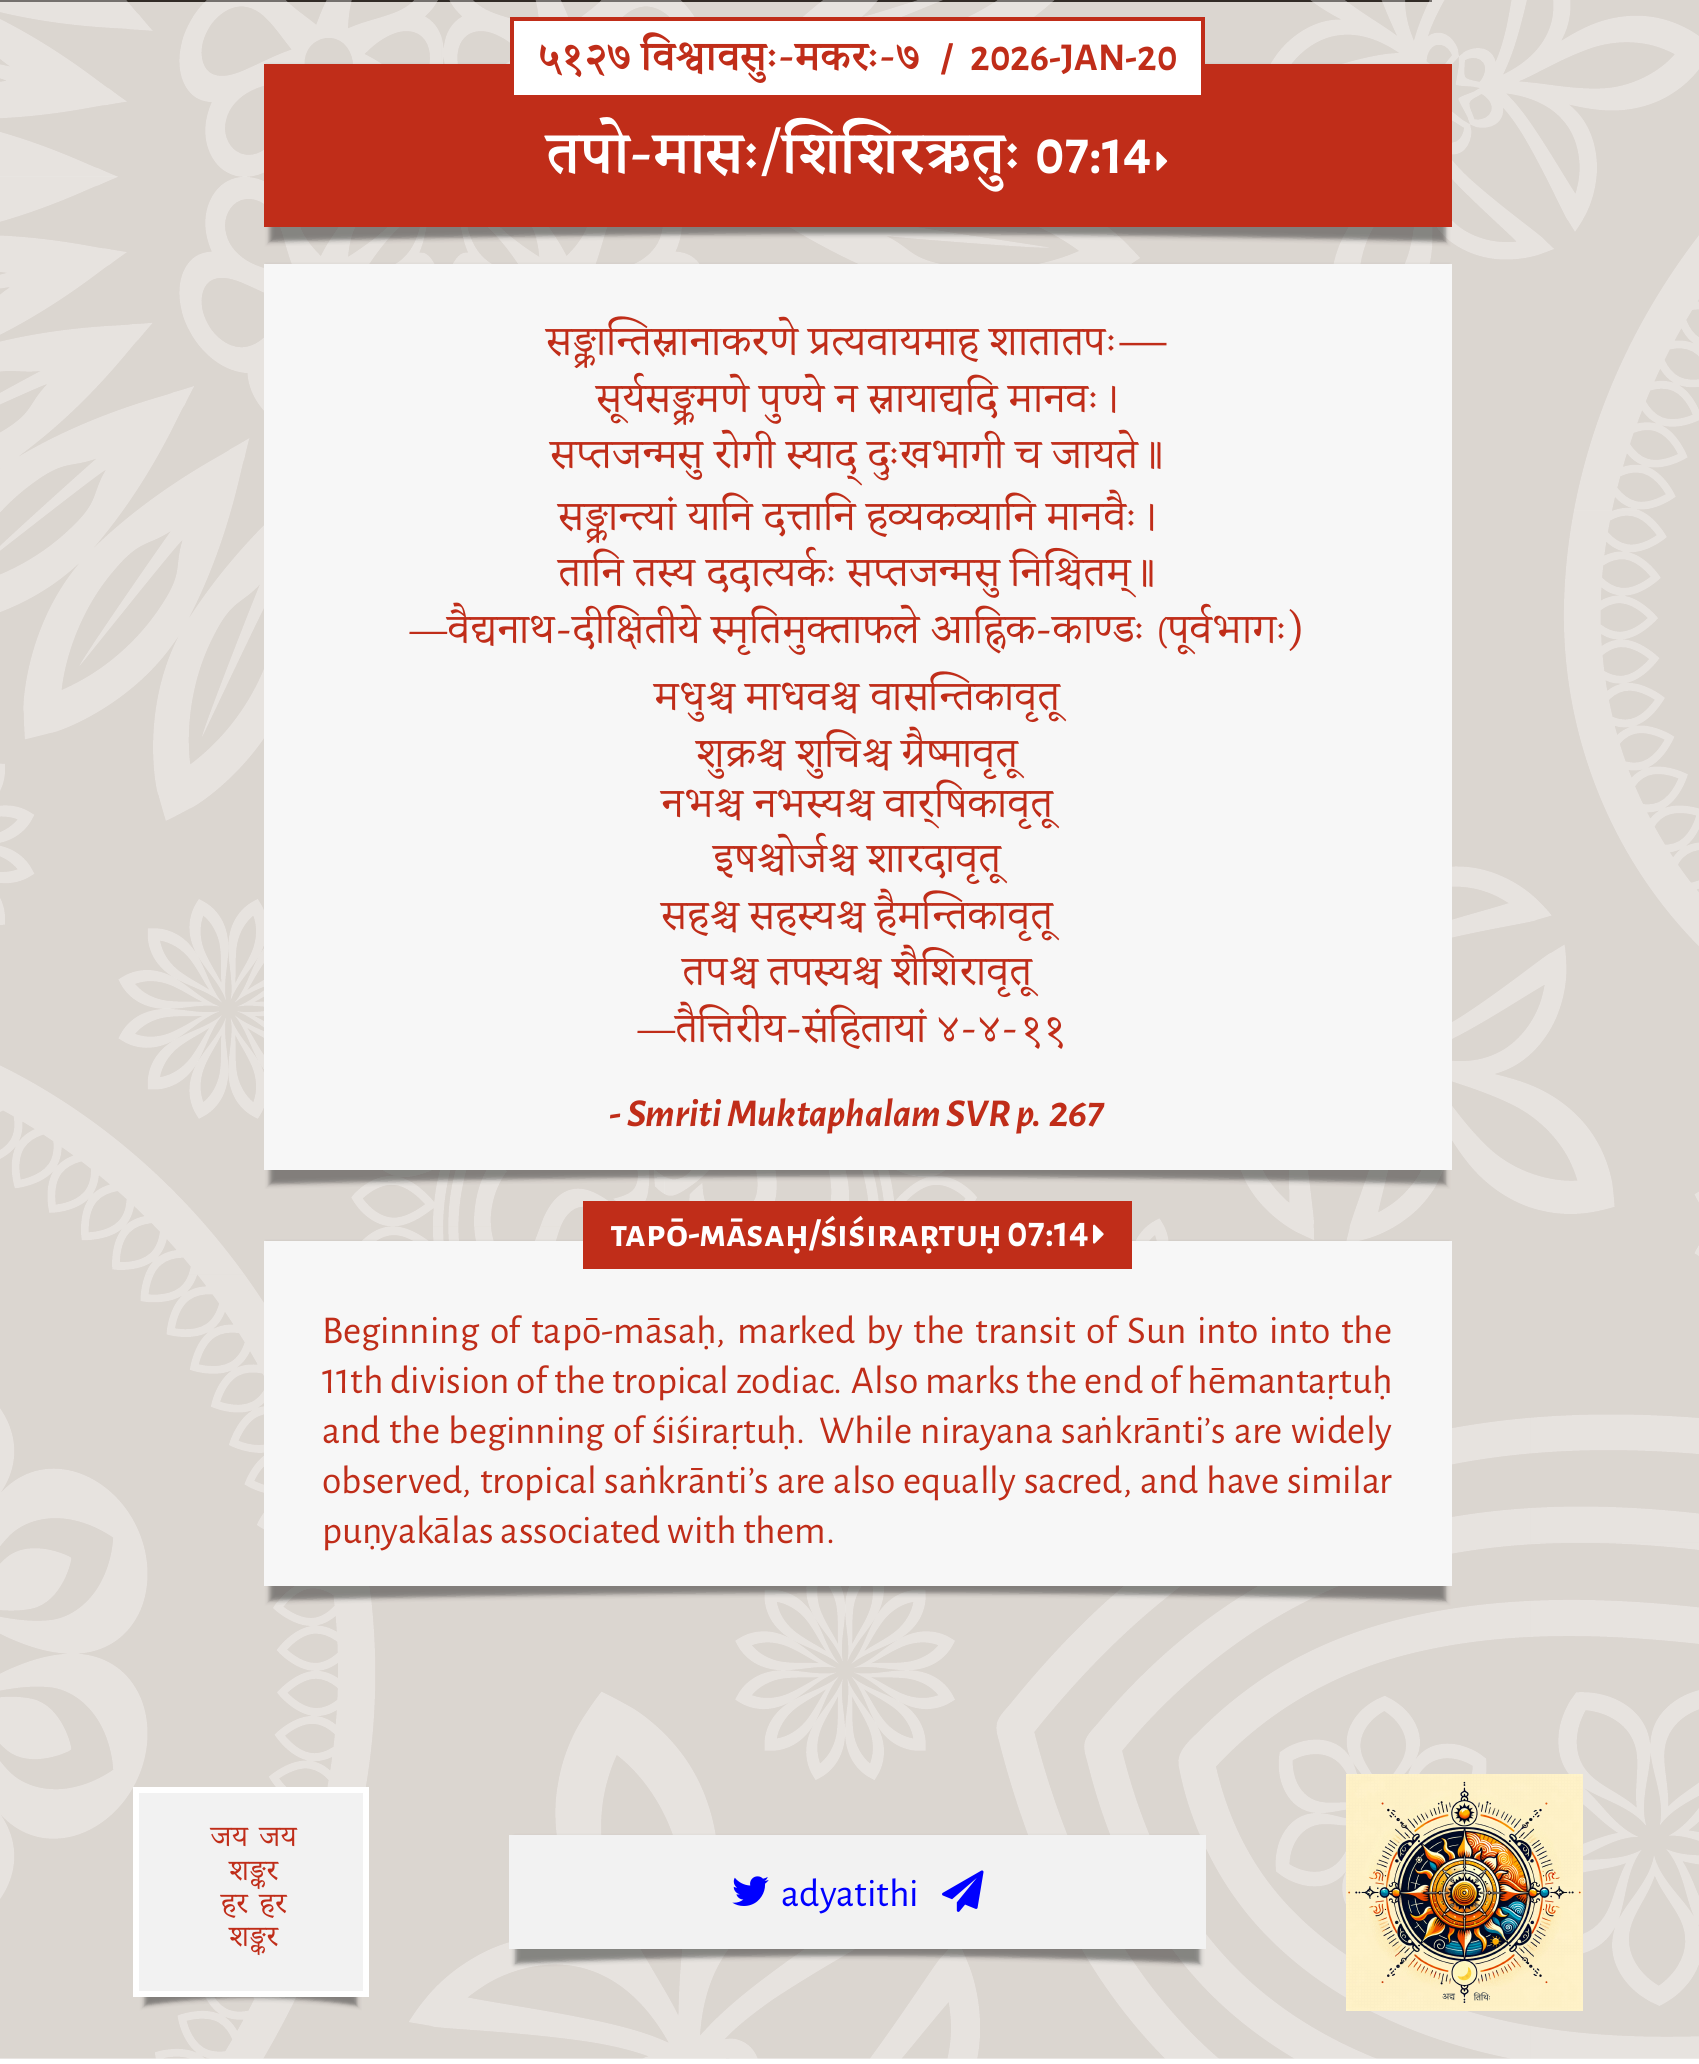 ५१२७ विश्वावसुः-मकरः-७ / 2026-JAN-20
तपो-मासः/शिशिरऋतुः 07:14
सङ्क्रान्तिस्नानाकरणे प्रत्यवायमाह शातातपः—
सूर्यसङ्क्रमणे पुण्ये न स्नायाद्यदि मानवः।
सप्तजन्मसु रोगी स्याद् दुःखभागी च जायते॥
सङ्क्रान्त्यां यानि दत्तानि हव्यकव्यानि मानवैः।
तानि तस्य ददात्यर्कः सप्तजन्मसु निश्चितम्॥
—वैद्यनाथ-दीक्षितीये स्मृतिमुक्ताफले आह्निक-काण्डः (पूर्वभागः)
मधुश्च माधवश्च वासन्तिकावृतू
शुक्रश्च शुचिश्च ग्रैष्मावृतू
नभश्च नभस्यश्च वार्षिकावृतू
इषश्चोर्जश्च शारदावृतू
सहश्च सहस्यश्च हैमन्तिकावृतू
तपश्च तपस्यश्च शैशिरावृतू
—तैत्तिरीय-संहितायां ४-४-११
- Smriti Muktaphalam SVR p. 267
TAPŌ-MĀSAḤ/ŚIŚIRAṚTUḤ 07:14
Beginning of tapō-māsaḥ, marked by the transit of Sun into into the
11th division of the tropical zodiac. Also marks the end of hēmantaṛtuḥ
and the beginning of śiśiraṛtuḥ. While nirayana saṅkrānti’s are widely
observed, tropical saṅkrānti’s are also equally sacred, and have similar
puṇyakālas associated with them.
जय जय
शङ्कर
हर हर
शङ्कर
adyatithi
अद्य तिथिः